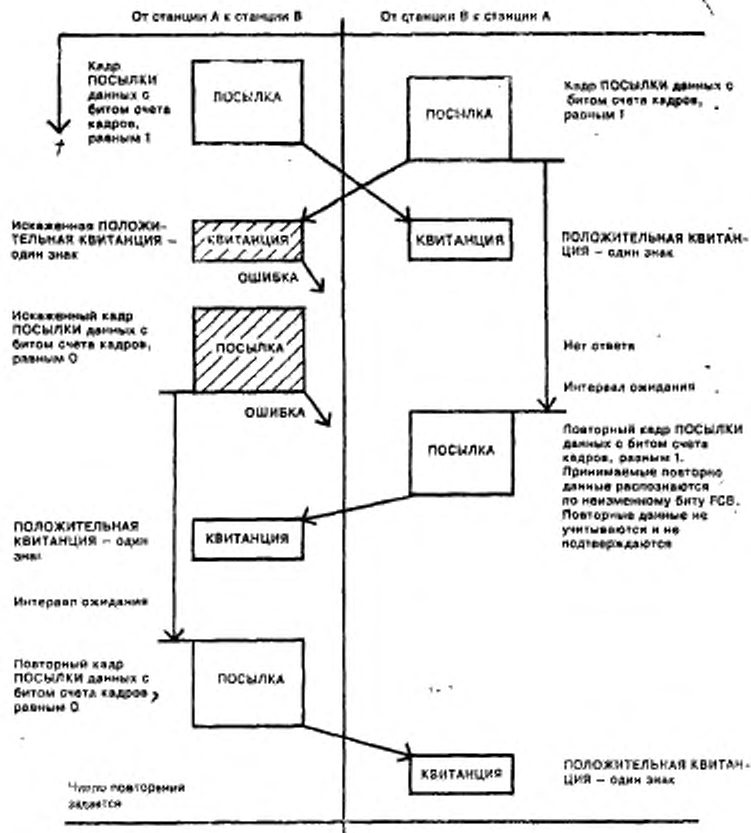 От станции А к станции В
От станции В к станции А
Кадр
ПОСЫЛКИ
данных с
битом счета
кадров,
равным 1
ПОСЫЛКА
ПОСЫЛКА
Кадр ПОСЫЛКИ данных с
битом счета кадров,
равным 1
t
Искаженная ПОЛОЖИ-
ТЕЛЬНАЯ КВИТАНЦИЯ –
один знак
КВИТАНЦИЯ
КВИТАНЦИЯ
ПОЛОЖИТЕЛЬНАЯ КВИТАН-
ЦИЯ – один знак
ОШИБКА
Искаженный кадр
ПОСЫЛКИ данных с
битом счета кадров,
равным 0
ПОСЫЛКА
Нет ответа
Интервал ожидания
ОШИБКА
ПОСЫЛКА
Повторный кадр ПОСЫЛКИ
данных с битом счета
кадров, равным 1.
Принимаемые повторно
данные распознаются
по неизменному биту FCB.
Повторные данные не
учитываются и не
подтверждаются
ПОЛОЖИТЕЛЬНАЯ
КВИТАНЦИЯ – один
знак
КВИТАНЦИЯ
Интервал ожидания
Повторный кадр
ПОСЫЛКИ данных с
битом счета кадров,
равным 0
ПОСЫЛКА
КВИТАНЦИЯ
ПОЛОЖИТЕЛЬНАЯ КВИТАН-
ЦИЯ – один знак
Число повторений
задается